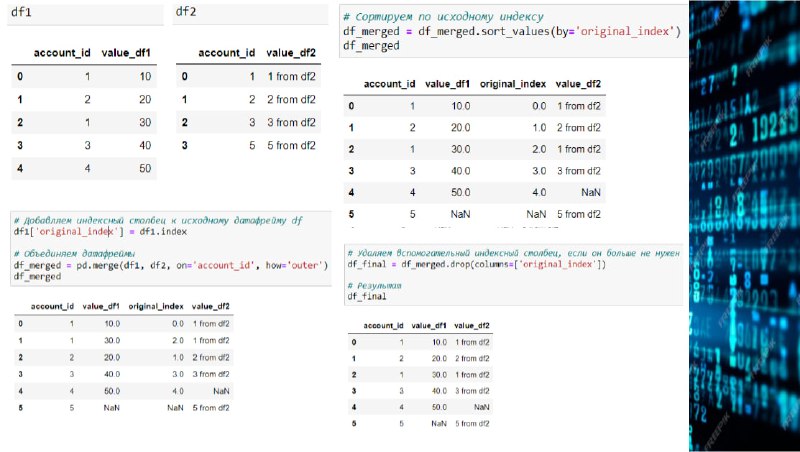 df1
account_id value_df1
0 1 10
1 2 20
2 1 30
3 3 40
4 4 50
df2
account_id value_df2
0 1 1 from df2
1 2 2 from df2
2 3 3 from df2
3 5 5 from df2
# Добавляем индексный столбец к исходному датафрейму df
df1['original_index'] = df1.index
# Объединяем датафреймы
df_merged = pd.merge(df1, df2, on='account_id', how='outer')
df_merged
account_id value_df1 original_index value_df2
0 1 10.0 0.0 1 from df2
1 1 30.0 2.0 1 from df2
2 2 20.0 1.0 2 from df2
3 3 40.0 3.0 3 from df2
4 4 50.0 4.0 NaN
5 5 NaN NaN 5 from df2
# Сортируем по исходному индексу
df_merged = df_merged.sort_values(by='original_index')
df_merged
account_id value_df1 original_index value_df2
0 1 10.0 0.0 1 from df2
1 2 20.0 1.0 2 from df2
2 1 30.0 2.0 1 from df2
3 3 40.0 3.0 3 from df2
4 4 50.0 4.0 NaN
5 5 NaN NaN 5 from df2
# Удаляем вспомогательный индексный столбец, если он больше не нужен
df_final = df_merged.drop(columns=['original_index'])
# Результат
df_final
account_id value_df1 value_df2
0 1 10.0 1 from df2
1 2 20.0 2 from df2
2 1 30.0 1 from df2
3 3 40.0 3 from df2
4 4 50.0 NaN
5 5 NaN 5 from df2